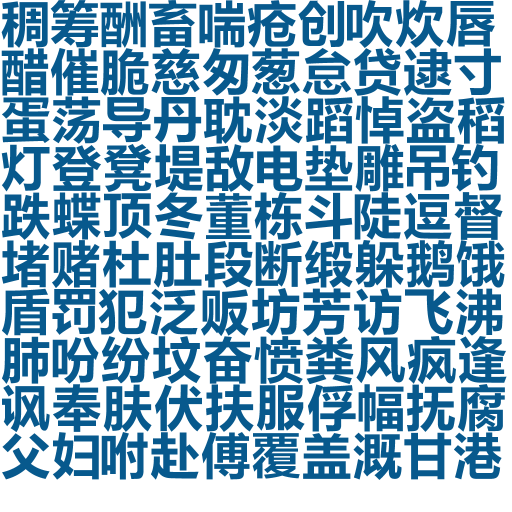 稠筹酬畜喘疮创吹炊唇
醋催脆慈匆葱怠贷逮寸
蛋荡导丹耽淡蹈悼盗稻
灯登凳堤敌电垫雕吊钓
跌蝶顶冬董栋斗陡逗督
堵赌杜肚段断缎躲鹅饿
盾罚犯泛贩坊芳访飞沸
肺吩纷坟奋愤粪风疯逢
讽奉肤伏扶服俘幅抚腐
父妇咐赴傅覆盖溉甘港